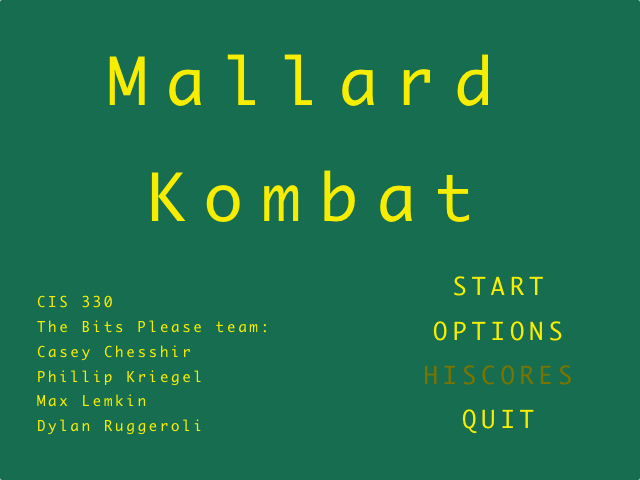 Mallard
Kombat
CIS 330
The Bits Please team:
Casey Chesshir
Phillip Kriegel
Max Lemkin
Dylan Ruggeroli
START
OPTIONS
HISCORES
QUIT